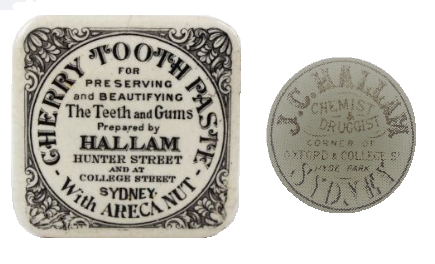 CHERRY TOOTH PASTE
FOR
PRESERVING
and BEAUTIFYING
The Teeth and Gums
Prepared by
HALLAM
HUNTER STREET
AND AT
COLLEGE STREET
SYDNEY.
With ARECA NUT
J.C. HALLAM
CHEMIST
&
DRUGGIST
CORNER OF
OXFORD & COLLEGE St
HYDE PARK
SYDNEY